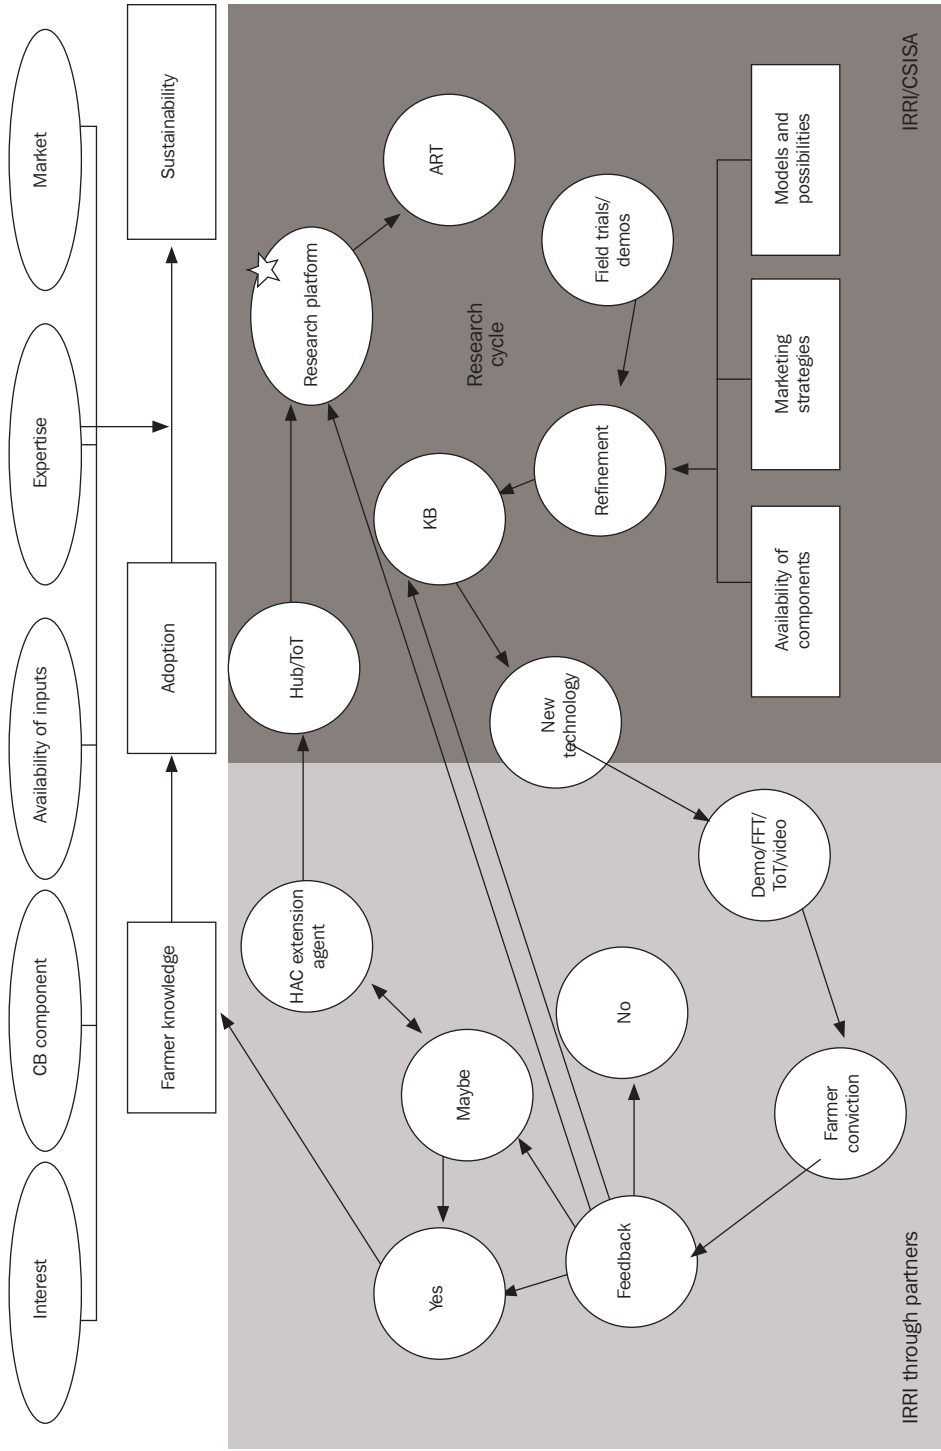 Interest
CB component
Availability of inputs
Expertise
Market
Farmer knowledge
Adoption
Sustainability
HAC extension
agent
Hub/ToT
Research platform
ART
Yes
Maybe
KB
Research
cycle
Field trials/
demos
New
technology
Refinement
Feedback
No
Demo/FFT/
ToT/video
Farmer
conviction
Availability of
components
Marketing
strategies
Models and
possibilities
IRRI through partners
IRRI/CSISA